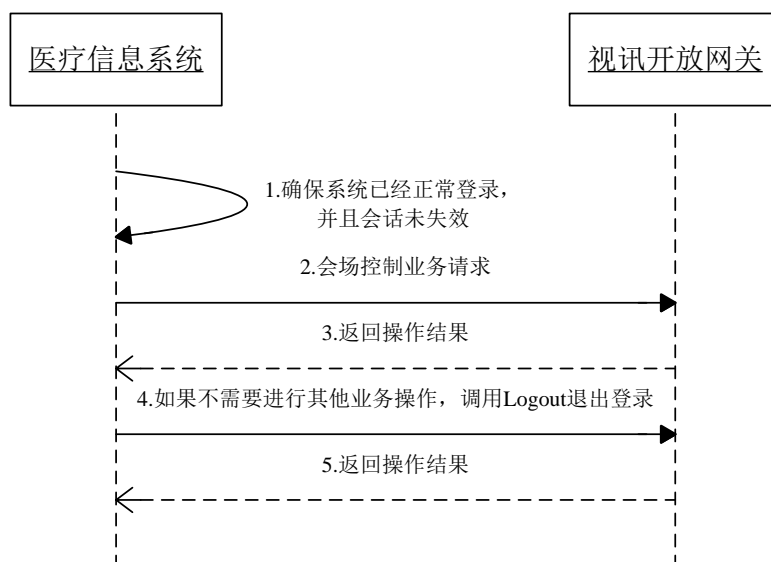 医疗信息系统
视讯开放网关
1.确保系统已经正常登录，
并且会话未失效
2.会场控制业务请求
3.返回操作结果
4.如果不需要进行其他业务操作，调用Logout退出登录
5.返回操作结果